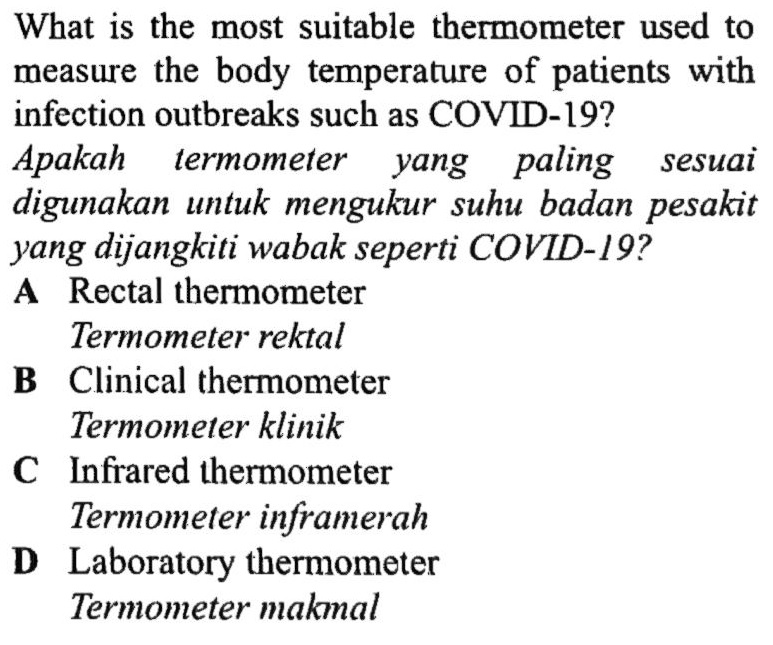 What is the most suitable thermometer used to
measure the body temperature of patients with
infection outbreaks such as COVID-19?
Apakah termometer yang paling sesuai
digunakan untuk mengukur suhu badan pesakit
yang dijangkiti wabak seperti COVID-19?
A Rectal thermometer
Termometer rektal
B Clinical thermometer
Termometer klinik
C Infrared thermometer
Termometer inframerah
D Laboratory thermometer
Termometer makmal